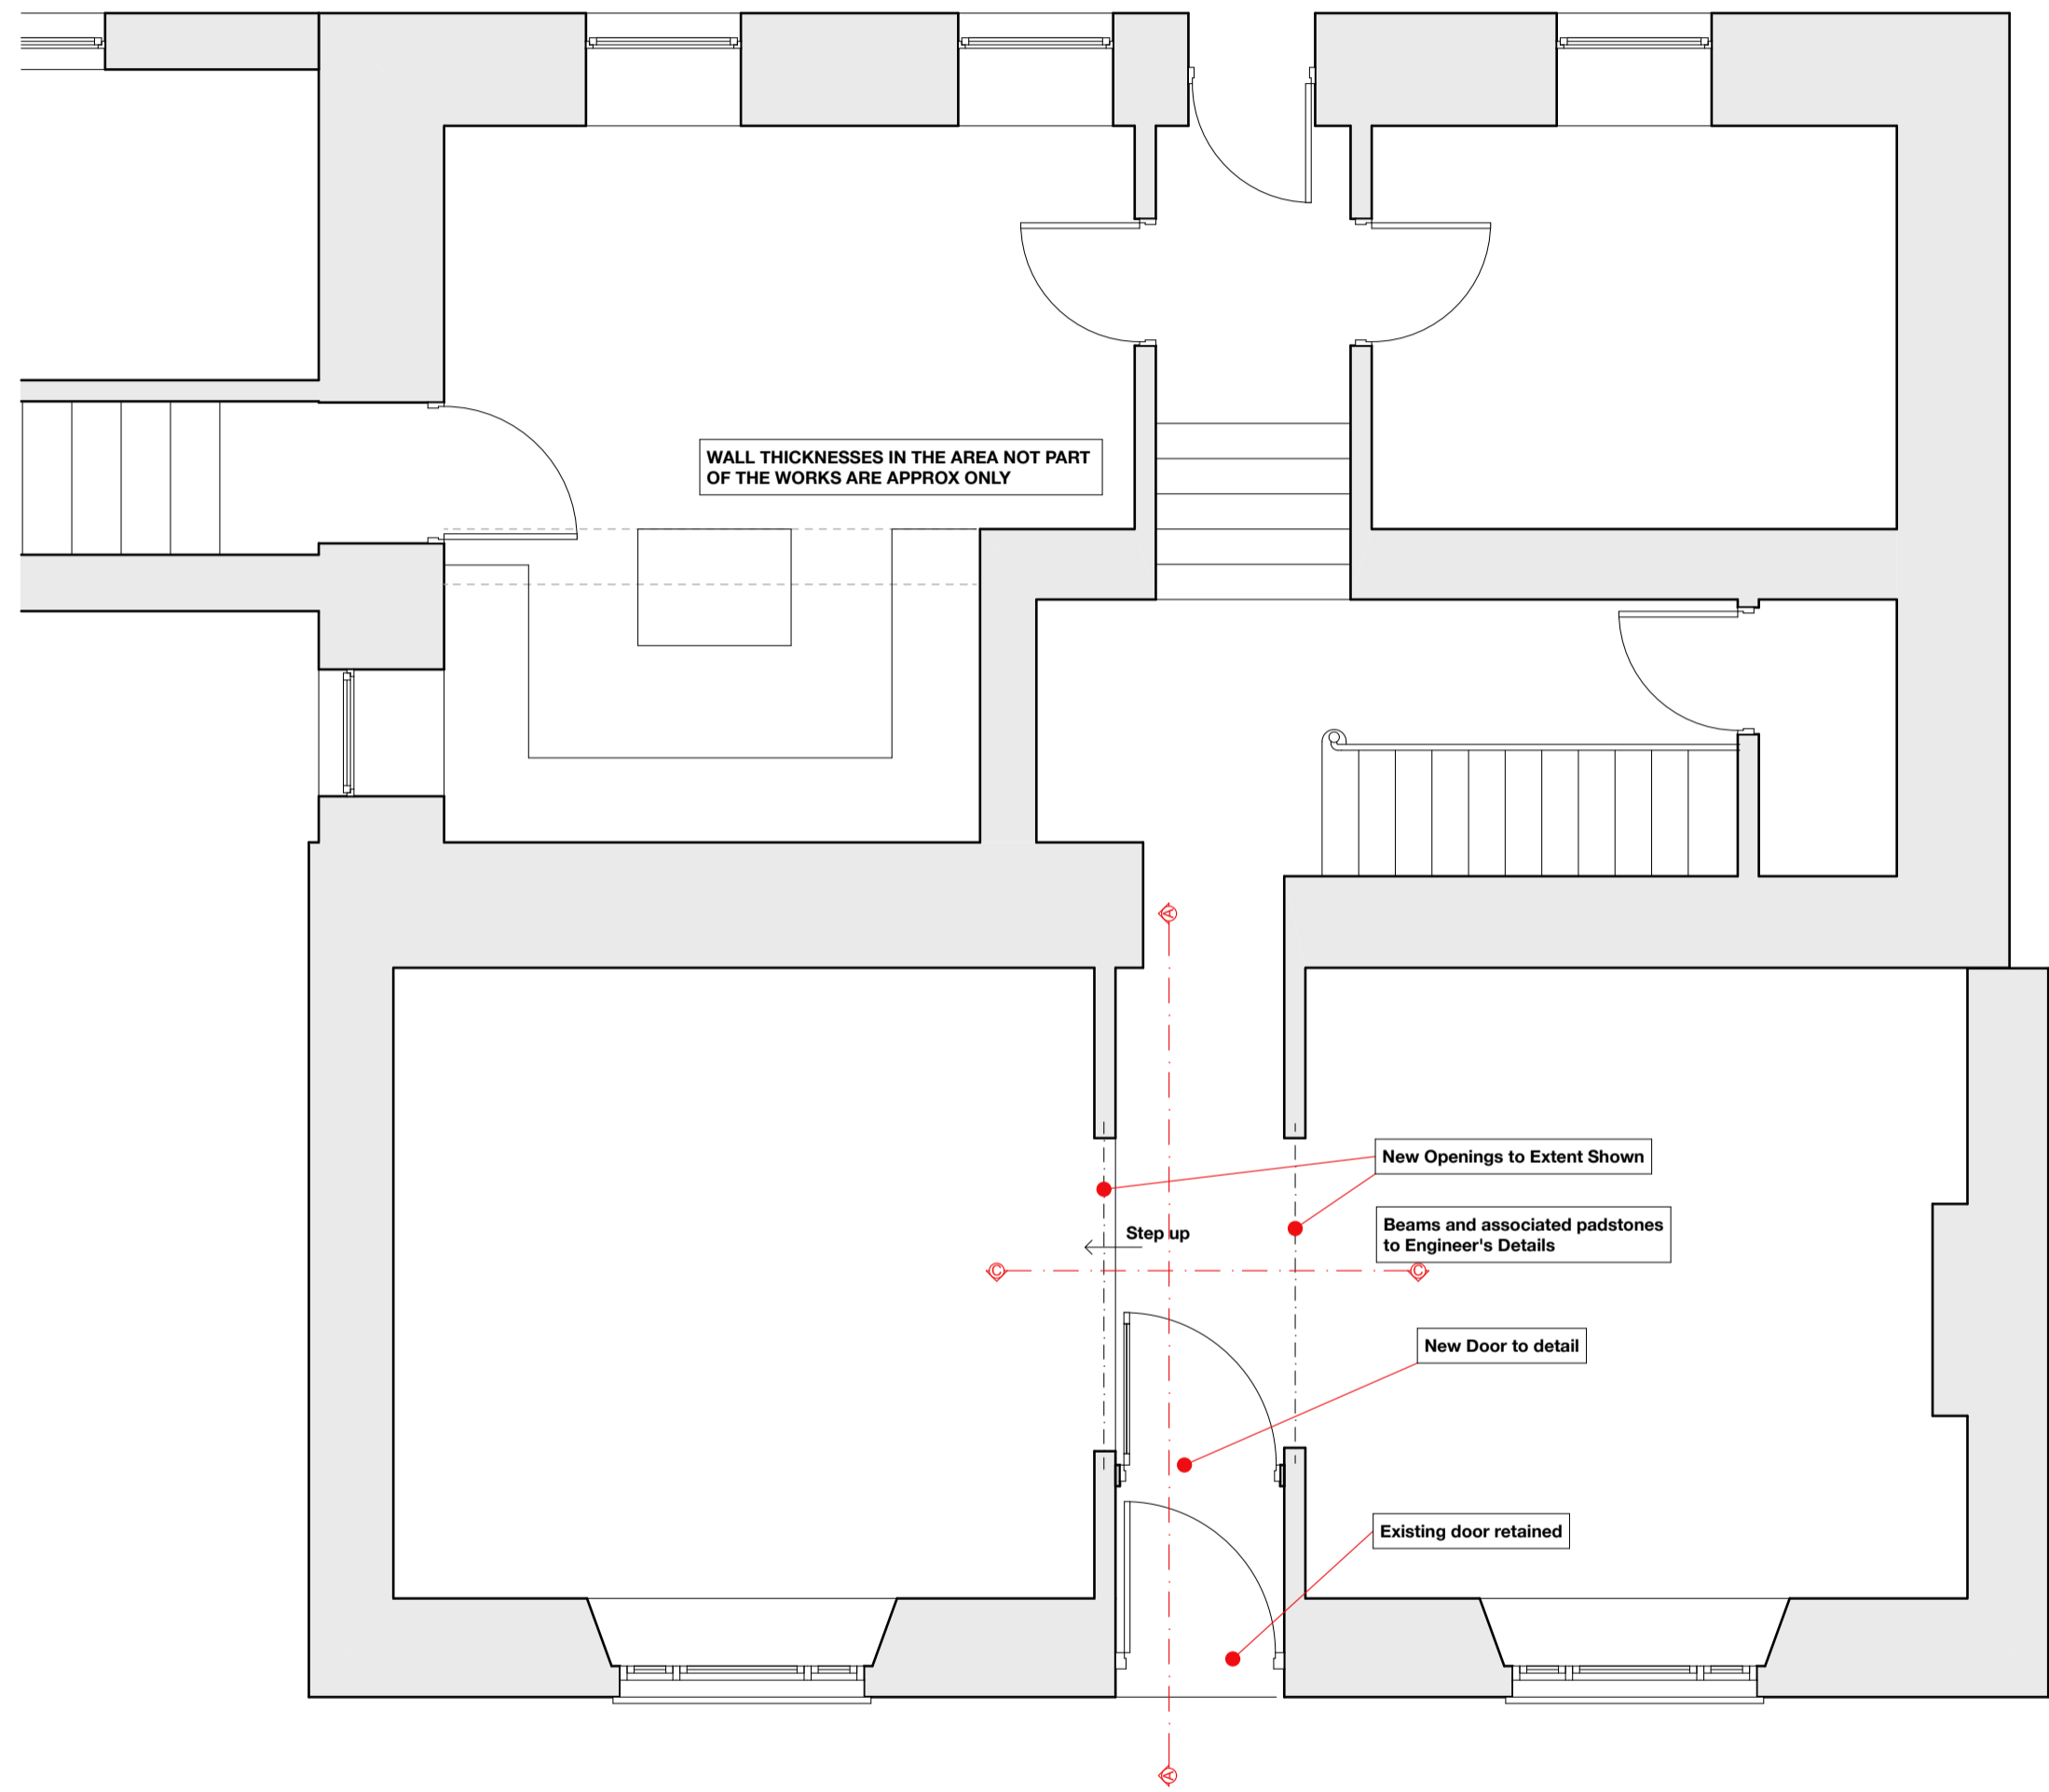 WALL THICKNESSES IN THE AREA NOT PART
OF THE WORKS ARE APPROX ONLY
A
New Openings to Extent Shown
Beams and associated padstones
to Engineer's Details
Step up
C
C
New Door to detail
Existing door retained
A